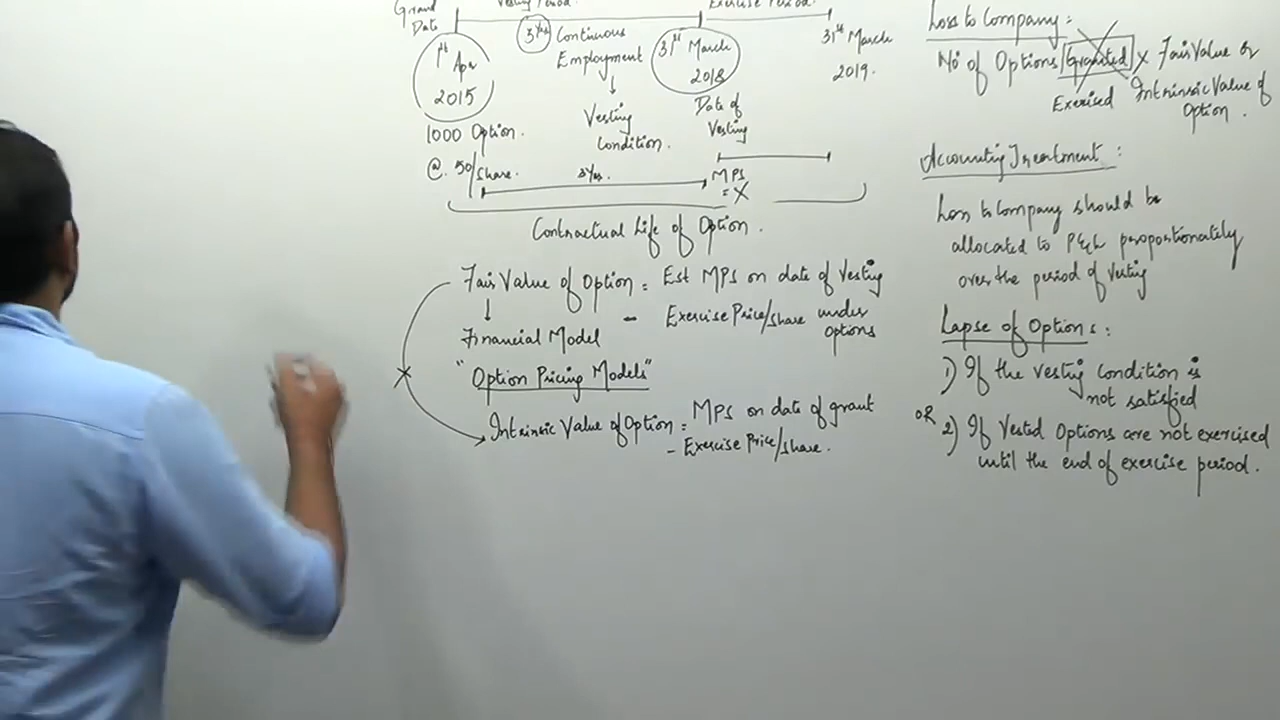 Grand Date
Vesting Period
Exercise Period
1st Apr 2015
3 Yrs Continuous Employment
Vesting Condition.
31st March 2018
Date of Vesting
31st March 2019.
1000 Option.
@. 50/share.
3Yrs.
MPS = X
Contractual Life of Option.
Fair Value of Option = Est MPS on date of Vesting
- Exercise Price/share under options
Financial Model
"Option Pricing Models"
Intrinsic Value of Option = MPS on date of grant
- Exercise Price/share.
Loss to Company:
No of Options Granted x Fair Value or
Exerised Intrinsic Value of Option.
Accounting Treatment:
Loss to Company should be
allocated to P&L proportionately
over the period of vesting
Lapse of Options:
1) If the vesting condition is
not satisfied
OR
2) If Vested Options are not exercised
until the end of exercise period.